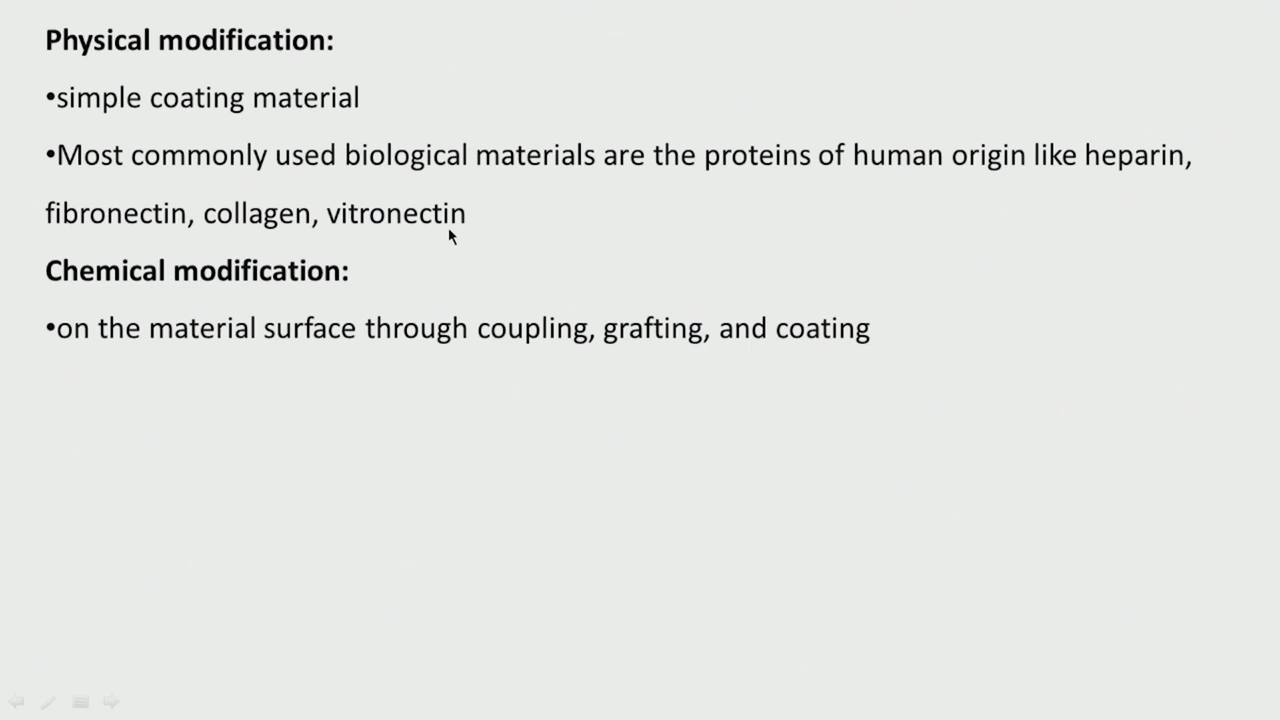 Physical modification:
•simple coating material
•Most commonly used biological materials are the proteins of human origin like heparin,
fibronectin, collagen, vitronectin
Chemical modification:
•on the material surface through coupling, grafting, and coating